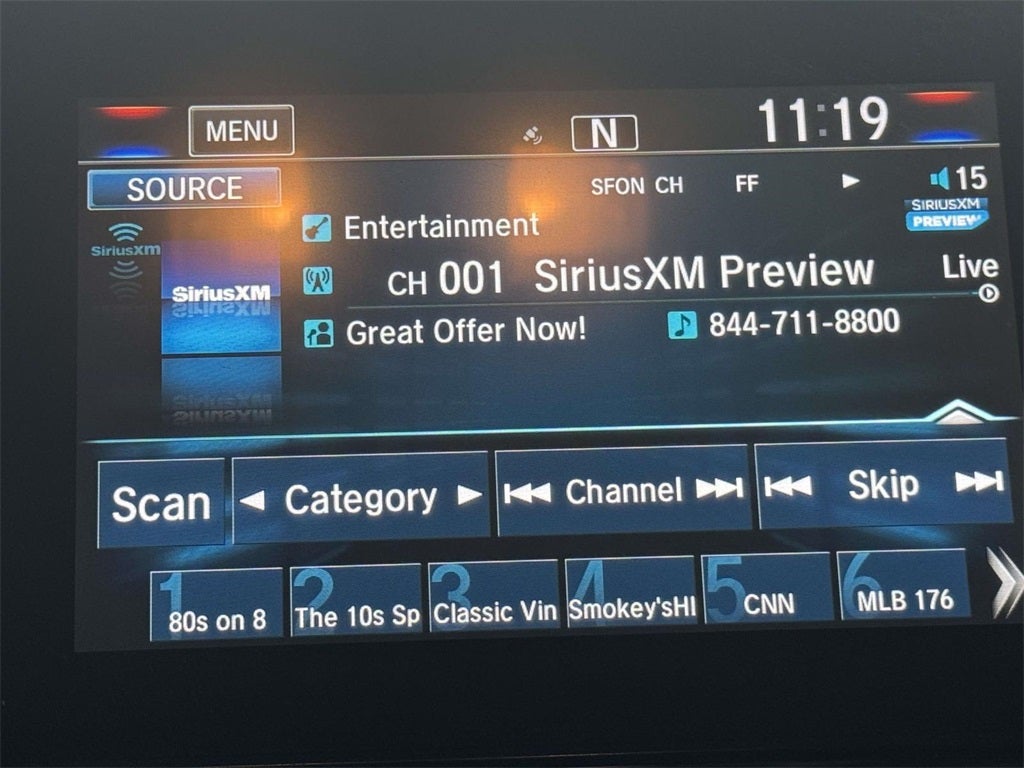 MENU
N
11:19
SOURCE
SFON CH
FF
15
SiriusXM
SIRIUSXM
PREVIEW
Entertainment
SiriusXM
CH 001 SiriusXM Preview
Live
Great Offer Now!
844-711-8800
Scan
Category
Channel
Skip
1 80s on 8
2 The 10s Sp
3 Classic Vin
4 Smokey'sHI
5 CNN
6 MLB 176